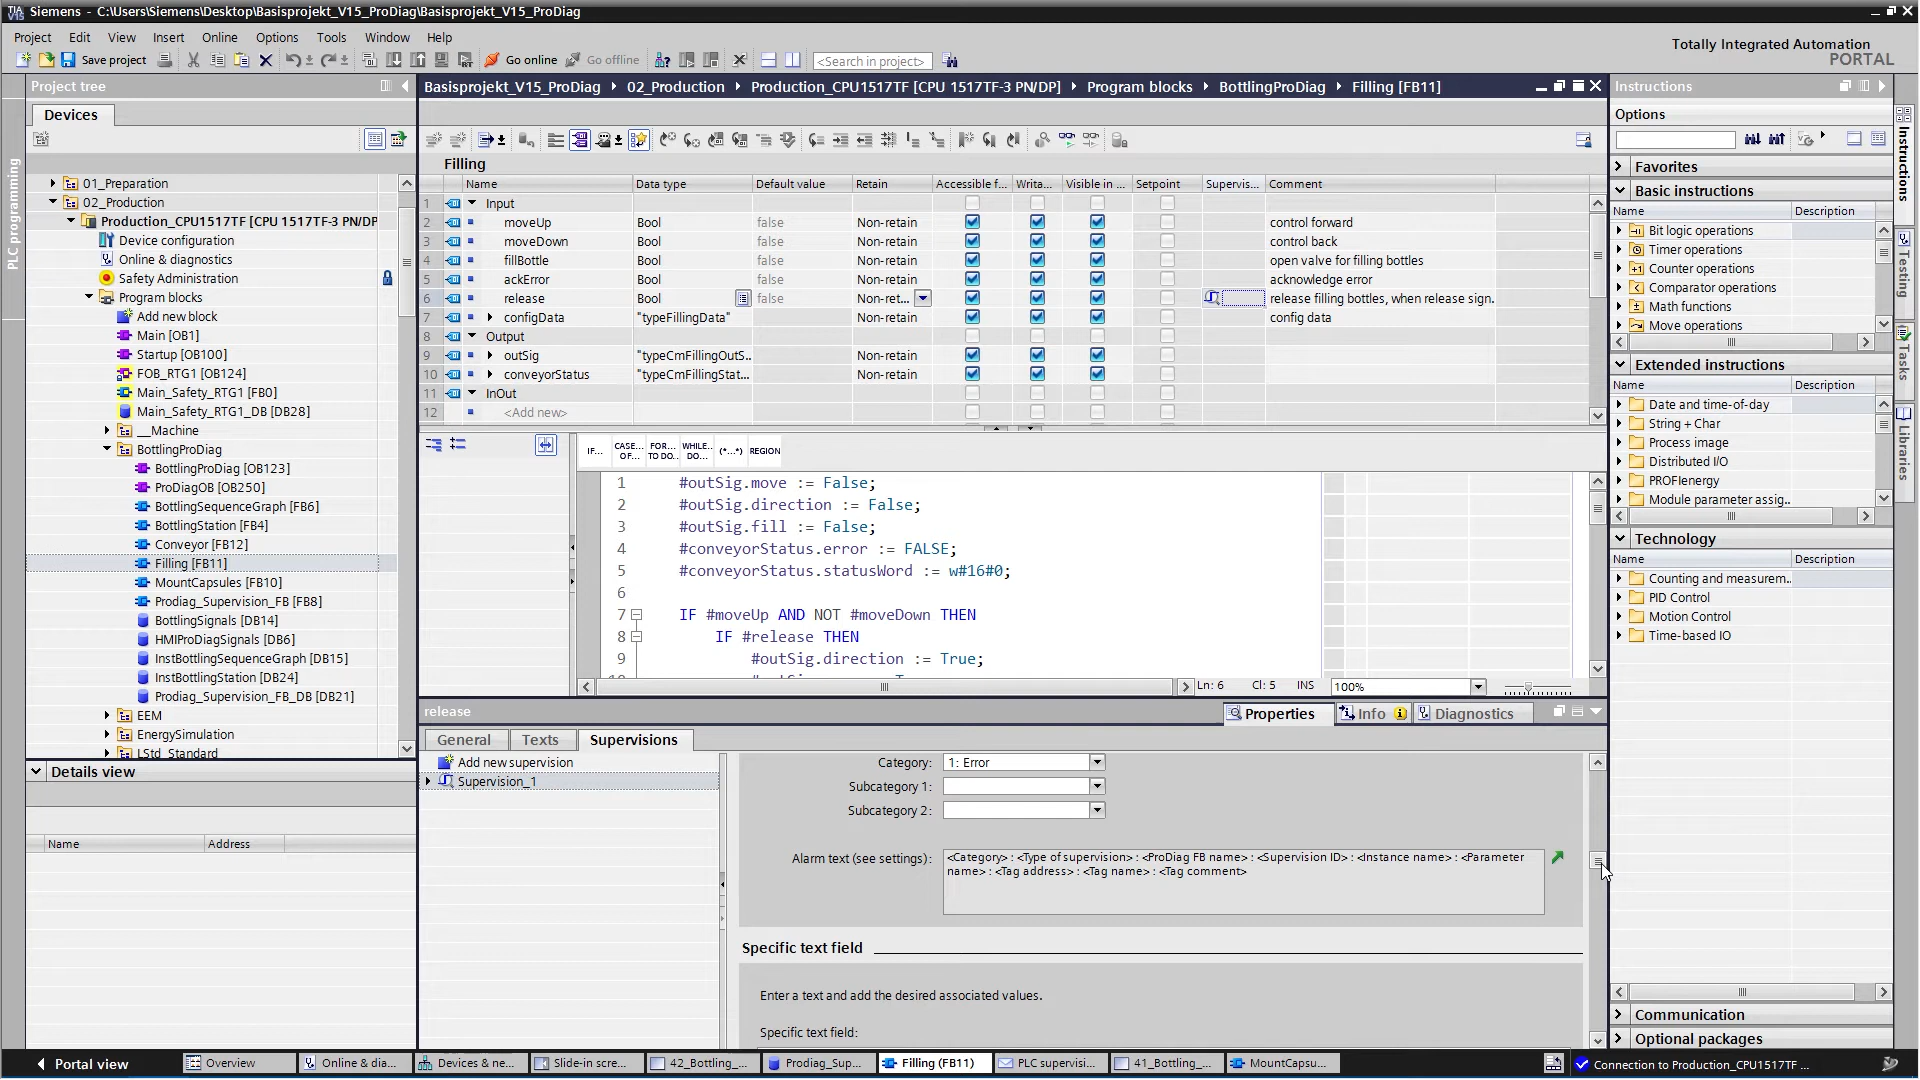 Siemens - C:\Users\Siemens\Desktop\Basisprojekt_V15_ProDiag\Basisprojekt_V15_ProDiag
Project Edit View Insert Online Options Tools Window Help
Totally Integrated Automation
PORTAL
Save project
Go online
Go offline
<Search in project>
Project tree
Devices
01_Preparation
02_Production
Production_CPU1517TF [CPU 1517TF-3 PN/DP
Device configuration
Online & diagnostics
Safety Administration
Program blocks
Add new block
Main [OB1]
Startup [OB100]
FOB_RTG1 [OB124]
Main_Safety_RTG1 [FB0]
Main_Safety_RTG1_DB [DB28]
__Machine
BottlingProDiag
BottlingProDiag [OB123]
ProDiagOB [OB250]
BottlingSequenceGraph [FB6]
BottlingStation [FB4]
Conveyor [FB12]
Filling [FB11]
MountCapsules [FB10]
Prodiag_Supervision_FB [FB8]
BottlingSignals [DB14]
HMIProDiagSignals [DB6]
InstBottlingSequenceGraph [DB15]
InstBottlingStation [DB24]
Prodiag_Supervision_FB_DB [DB21]
EEM
EnergySimulation
LStd_Standard
Details view
Name Address
PLC programming
Basisprojekt_V15_ProDiag 02_Production Production_CPU1517TF [CPU 1517TF-3 PN/DP] Program blocks BottlingProDiag Filling [FB11]
Filling
Name Data type Default value Retain Accessible f... Writa... Visible in ... Setpoint Supervis... Comment
1 Input
2 moveUp Bool false Non-retain control forward
3 moveDown Bool false Non-retain control back
4 fillBottle Bool false Non-retain open valve for filling bottles
5 ackError Bool false Non-retain acknowledge error
6 release Bool false Non-ret... release filling bottles, when release sign.
7 configData "typeFillingData" Non-retain config data
8 Output
9 outSig "typeCmFillingOutS.. Non-retain
10 conveyorStatus "typeCmFillingStat... Non-retain
11 InOut
12 <Add new>
IF... CASE... OF... FOR... TO DO... WHILE.. DO... (*...*) REGION
1 #outSig.move := False;
2 #outSig.direction := False;
3 #outSig.fill := False;
4 #conveyorStatus.error := FALSE;
5 #conveyorStatus.statusWord := w#16#0;
6
7 IF #moveUp AND NOT #moveDown THEN
8 IF #release THEN
9 #outSig.direction := True;
Ln: 6 Cl: 5 INS 100%
release
Properties Info Diagnostics
General Texts Supervisions
Add new supervision
Supervision_1
Category: 1: Error
Subcategory 1:
Subcategory 2:
Alarm text (see settings): <Category> : <Type of supervision> : <ProDiag FB name> : <Supervision ID> : <Instance name> : <Parameter
name> : <Tag address> : <Tag name> : <Tag comment>
Specific text field
Enter a text and add the desired associated values.
Specific text field:
Instructions
Options
Favorites
Basic instructions
Name Description
Bit logic operations
Timer operations
Counter operations
Comparator operations
Math functions
Move operations
Extended instructions
Name Description
Date and time-of-day
String + Char
Process image
Distributed I/O
PROFIenergy
Module parameter assig..
Technology
Name Description
Counting and measurem..
PID Control
Motion Control
Time-based IO
Communication
Optional packages
Instructions
Testing
Tasks
Libraries
Portal view Overview Online & dia... Devices & ne... Slide-in scre... 42_Bottling_... Prodiag_Sup... Filling (FB11) PLC supervisi... 41_Bottling_... MountCapsu... Connection to Production_CPU1517TF ...